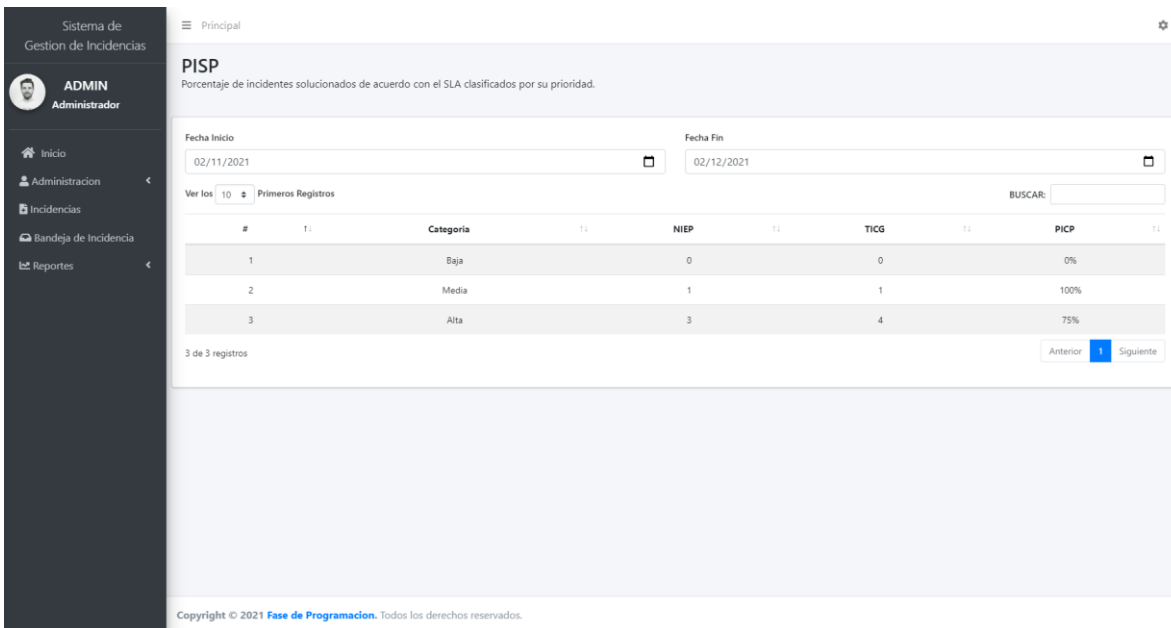 Sistema de
Gestion de Incidencias
ADMIN
Administrador
Inicio
Administracion
Incidencias
Bandeja de Incidencia
Reportes
Principal
PISP
Porcentaje de incidentes solucionados de acuerdo con el SLA clasificados por su prioridad.
Fecha Inicio
02/11/2021
Fecha Fin
02/12/2021
Ver los 10 Primeros Registros
BUSCAR:
# Categoria NIEP TICG PICP
1 Baja 0 0 0%
2 Media 1 1 100%
3 Alta 3 4 75%
3 de 3 registros
Anterior 1 Siguiente
Copyright © 2021 Fase de Programacion. Todos los derechos reservados.